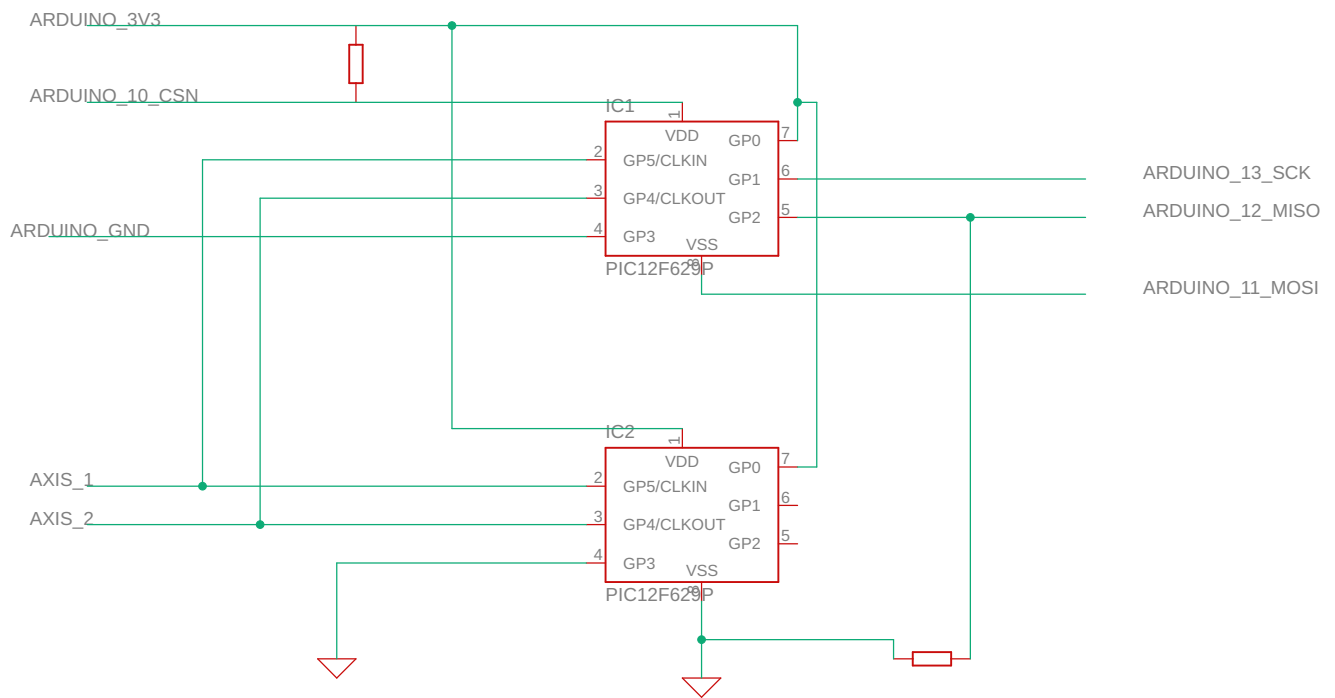 ARDUINO_3V3
ARDUINO_10_CSN
IC1
1
VDD
2 GP5/CLKIN GP0 7
3 GP4/CLKOUT GP1 6 ARDUINO_13_SCK
ARDUINO_GND 4 GP3 GP2 5 ARDUINO_12_MISO
VSS
8
PIC12F629P
ARDUINO_11_MOSI
IC2
1
VDD
AXIS_1 2 GP5/CLKIN GP0 7
AXIS_2 3 GP4/CLKOUT GP1 6
4 GP3 GP2 5
VSS
8
PIC12F629P